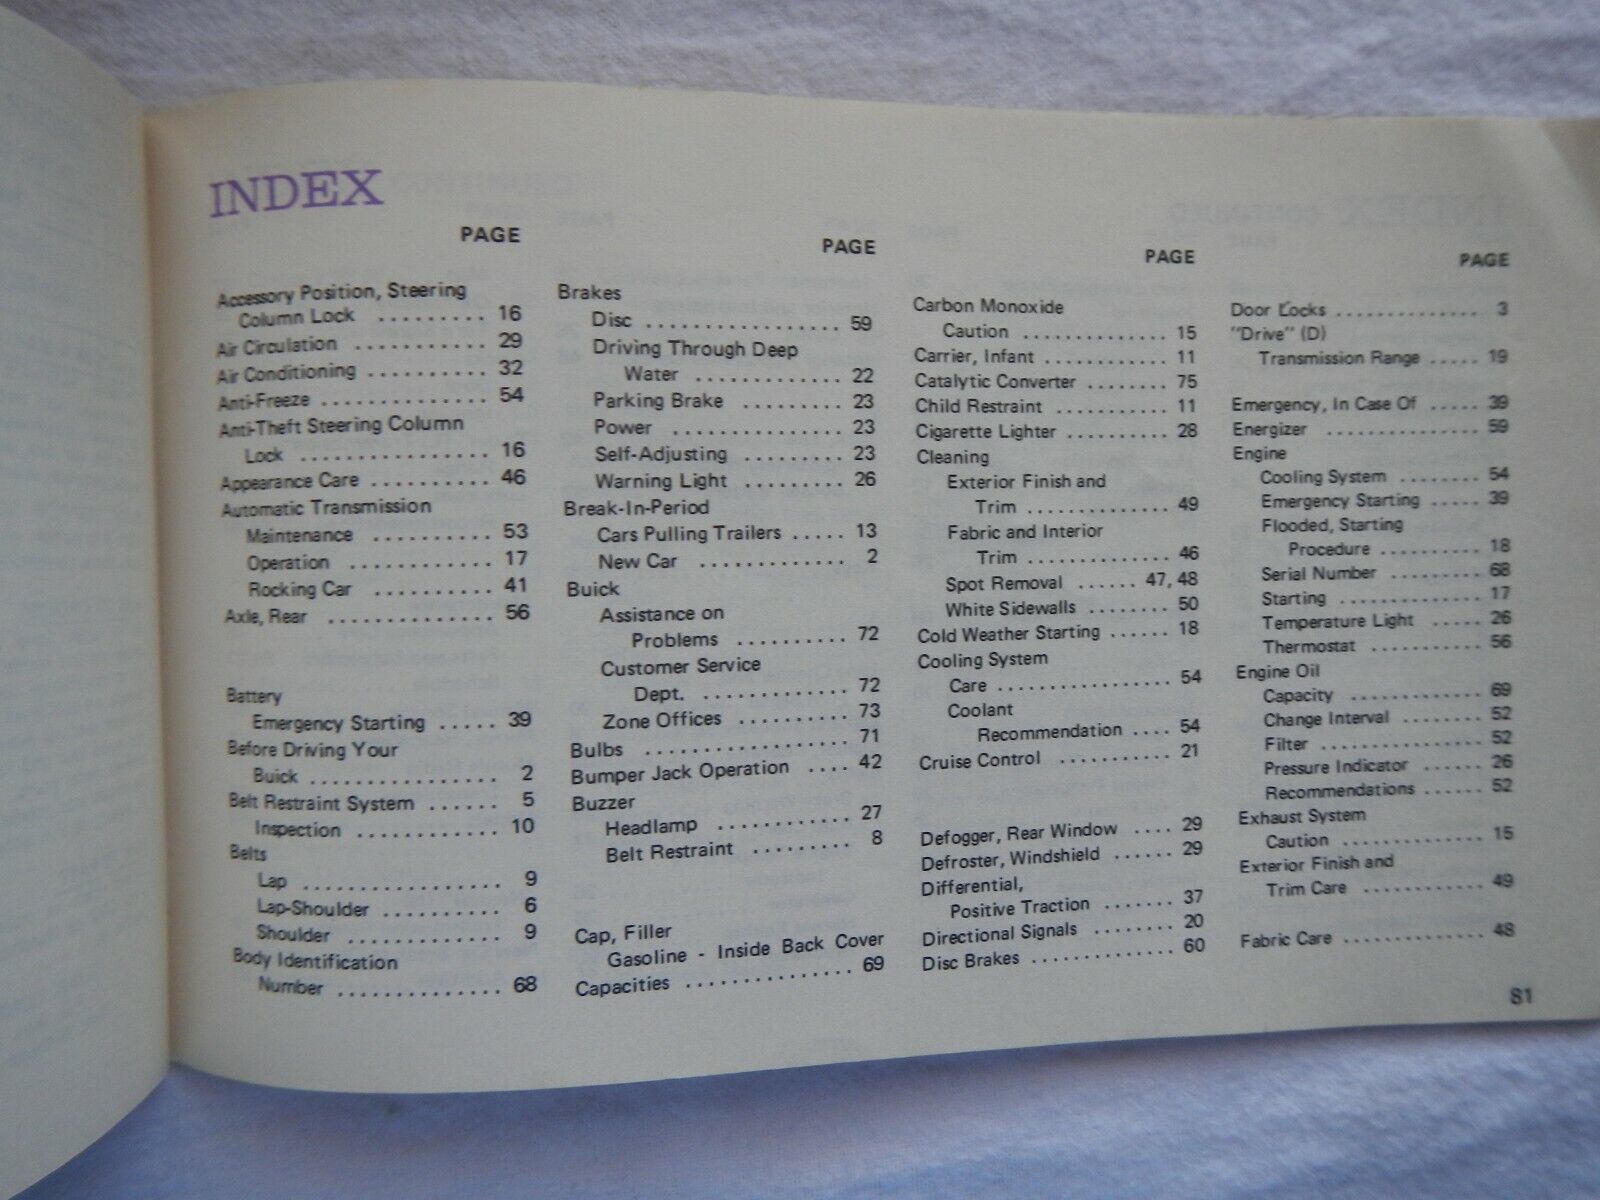 INDEX
PAGE
Accessory Position, Steering
Column Lock ......... 16
Air Circulation ........... 29
Air Conditioning .......... 32
Anti-Freeze .............. 54
Anti-Theft Steering Column
Lock ................ 16
Appearance Care .......... 46
Automatic Transmission
Maintenance .......... 53
Operation ............ 17
Rocking Car .......... 41
Axle, Rear .............. 56
Battery
Emergency Starting ..... 39
Before Driving Your
Buick ................ 2
Belt Restraint System ...... 5
Inspection ............ 10
Belts
Lap ................. 9
Lap-Shoulder .......... 6
Shoulder ............. 9
Body Identification
Number .............. 68
PAGE
Brakes
Disc ................. 59
Driving Through Deep
Water ............. 22
Parking Brake ......... 23
Power ............... 23
Self-Adjusting ......... 23
Warning Light ......... 26
Break-In-Period
Cars Pulling Trailers ..... 13
New Car ............. 2
Buick
Assistance on
Problems .......... 72
Customer Service
Dept. ............. 72
Zone Offices .......... 73
Bulbs .................. 71
Bumper Jack Operation .... 42
Buzzer
Headlamp ............ 27
Belt Restraint ......... 8
Cap, Filler
Gasoline - Inside Back Cover
Capacities ............... 69
PAGE
Carbon Monoxide
Caution .............. 15
Carrier, Infant ............ 11
Catalytic Converter ........ 75
Child Restraint ........... 11
Cigarette Lighter .......... 28
Cleaning
Exterior Finish and
Trim .............. 49
Fabric and Interior
Trim .............. 46
Spot Removal ...... 47, 48
White Sidewalls ........ 50
Cold Weather Starting ...... 18
Cooling System
Care ................. 54
Coolant
Recommendation .... 54
Cruise Control ........... 21
Defogger, Rear Window .... 29
Defroster, Windshield ...... 29
Differential,
Positive Traction ....... 37
Directional Signals ........ 20
Disc Brakes .............. 60
PAGE
Door Locks .............. 3
"Drive" (D)
Transmission Range ..... 19
Emergency, In Case Of ..... 39
Energizer ............... 59
Engine
Cooling System ........ 54
Emergency Starting ..... 39
Flooded, Starting
Procedure .......... 18
Serial Number ......... 68
Starting .............. 17
Temperature Light ..... 26
Thermostat ........... 56
Engine Oil
Capacity ............. 69
Change Interval ........ 52
Filter ................ 52
Pressure Indicator ...... 26
Recommendations ...... 52
Exhaust System
Caution ............. 15
Exterior Finish and
Trim Care ............ 49
Fabric Care .............. 48
81